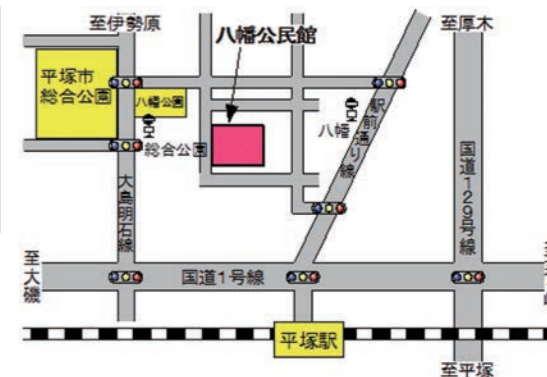 至伊勢原
八幡公民館
至厚木
平塚市
総合公園
八幡公園
総合公園
八幡
駅前通り線
国道129号線
大島明石線
至大磯
国道1号線
平塚駅
至平塚